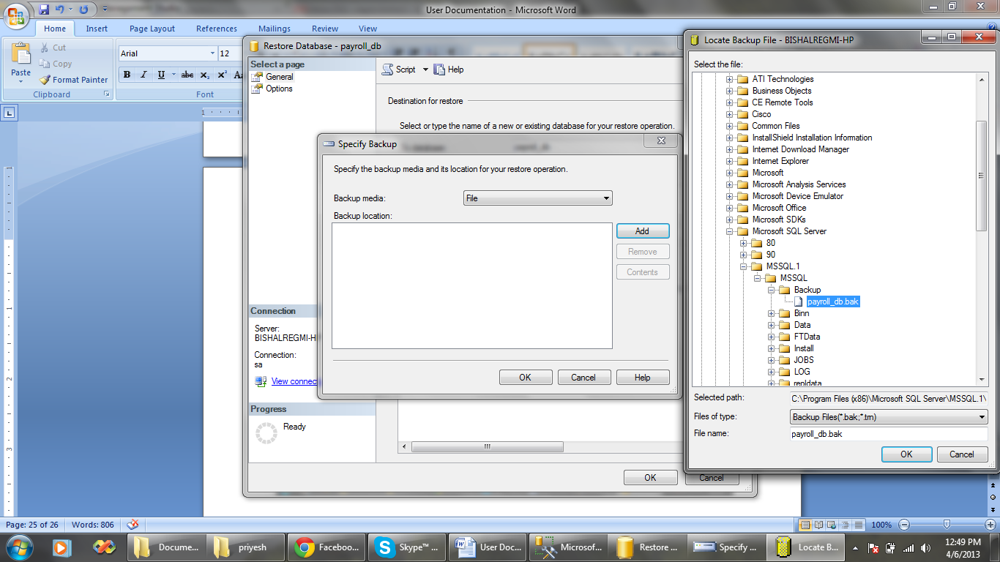 User Documentation - Microsoft Word
Home Insert Page Layout References Mailings Review View
Paste
Cut
Copy
Format Painter
Clipboard
Arial 12
B I U abc x₂ x² Aa
Font
Restore Database - payroll_db
Select a page
General
Options
Script Help
Destination for restore
Select or type the name of a new or existing database for your restore operation.
Connection
Server:
BISHALREGMI-H
Connection:
sa
View connec
Progress
Ready
OK Cancel
Specify Backup
Specify the backup media and its location for your restore operation.
Backup media: File
Backup location:
Add
Remove
Contents
OK Cancel Help
Locate Backup File - BISHALREGMI-HP
Select the file:
ATI Technologies
Business Objects
CE Remote Tools
Cisco
Common Files
InstallShield Installation Information
Internet Download Manager
Internet Explorer
Microsoft
Microsoft Analysis Services
Microsoft Device Emulator
Microsoft Office
Microsoft SDKs
Microsoft SQL Server
80
90
MSSQL.1
MSSQL
Backup
payroll_db.bak
Binn
Data
FTData
Install
JOBS
LOG
repldata
Selected path: C:\Program Files (x86)\Microsoft SQL Server\MSSQL.1\
Files of type: Backup Files(*.bak;*.trn)
File name: payroll_db.bak
OK Cancel
Page: 25 of 26 Words: 806 100%
Docume... priyesh Faceboo... Skype™ ... User Doc... Microsof... Restore ... Specify ... Locate B...
12:49 PM
4/6/2013